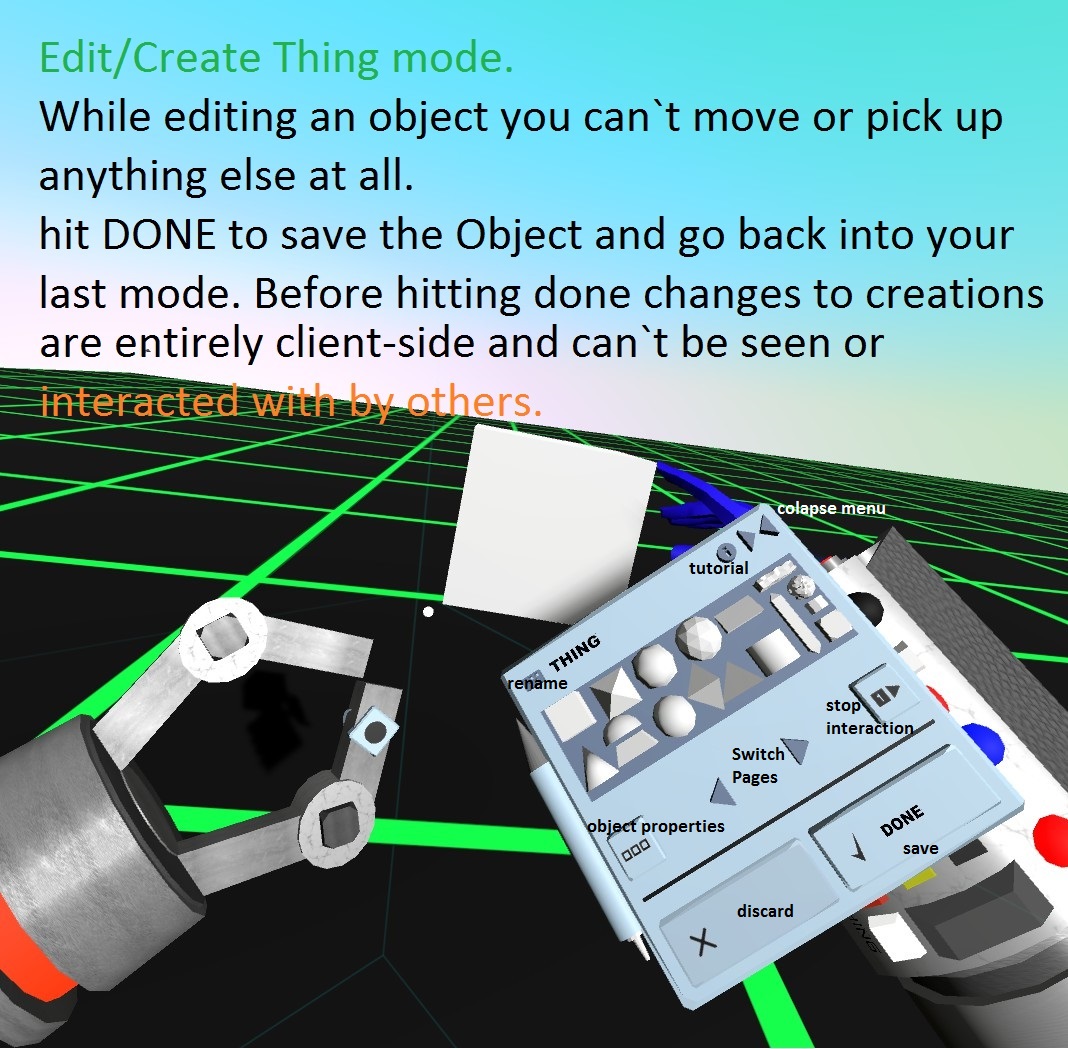 Edit/Create Thing mode.
While editing an object you can`t move or pick up
anything else at all.
hit DONE to save the Object and go back into your
last mode. Before hitting done changes to creations
are entirely client-side and can`t be seen or
interacted with by others.
colapse menu
tutorial
THING
rename
stop
interaction
1
Switch
Pages
object properties
DONE
save
discard